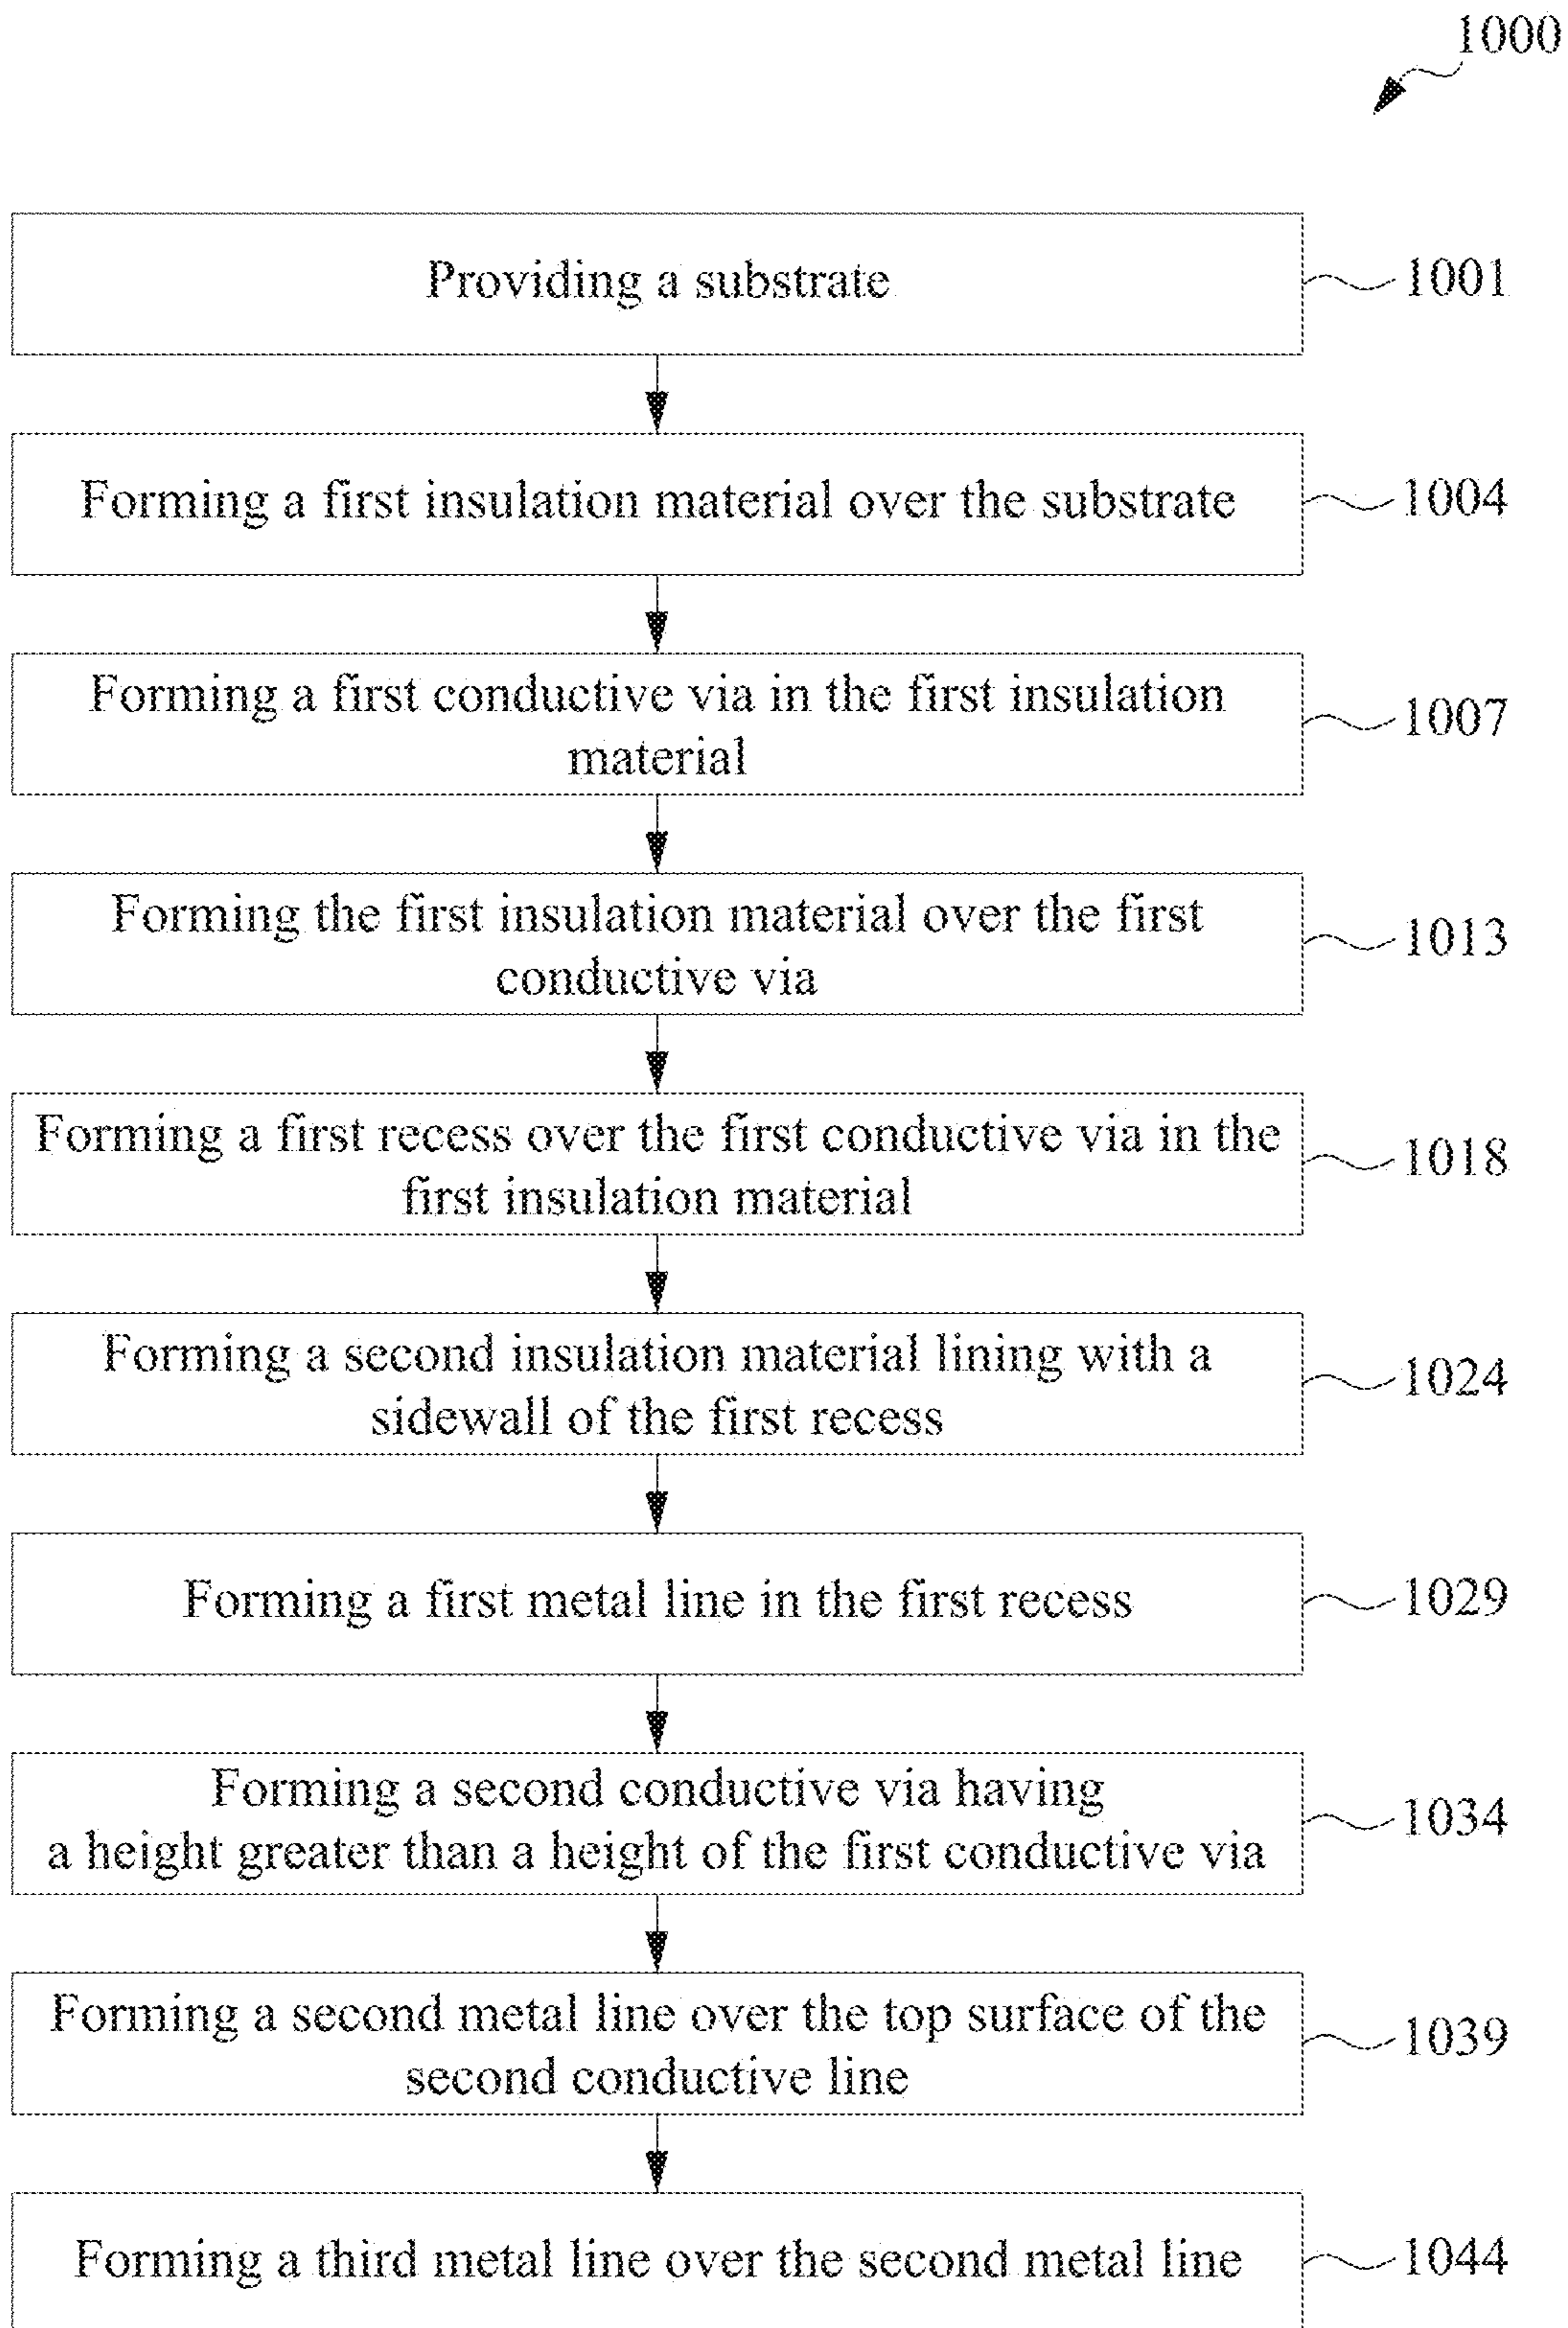 1000
Providing a substrate
1001
Forming a first insulation material over the substrate
1004
Forming a first conductive via in the first insulation
material
1007
Forming the first insulation material over the first
conductive via
1013
Forming a first recess over the first conductive via in the
first insulation material
1018
Forming a second insulation material lining with a
sidewall of the first recess
1024
Forming a first metal line in the first recess
1029
Forming a second conductive via having
a height greater than a height of the first conductive via
1034
Forming a second metal line over the top surface of the
second conductive line
1039
Forming a third metal line over the second metal line
1044